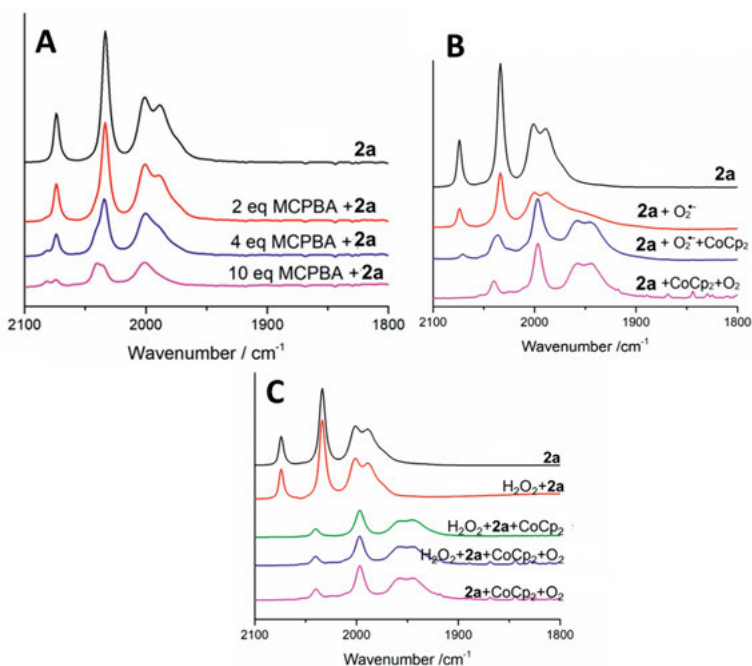 A
2a
2 eq MCPBA +2a
4 eq MCPBA +2a
10 eq MCPBA +2a
2100 2000 1900 1800
Wavenumber / cm⁻¹
B
2a
2a + O₂•⁻
2a + O₂•⁻+CoCp₂
2a +CoCp₂+O₂
2100 2000 1900 1800
Wavenumber /cm⁻¹
C
2a
H₂O₂+2a
H₂O₂+2a+CoCp₂
H₂O₂+2a+CoCp₂+O₂
2a+CoCp₂+O₂
2100 2000 1900 1800
Wavenumber /cm⁻¹